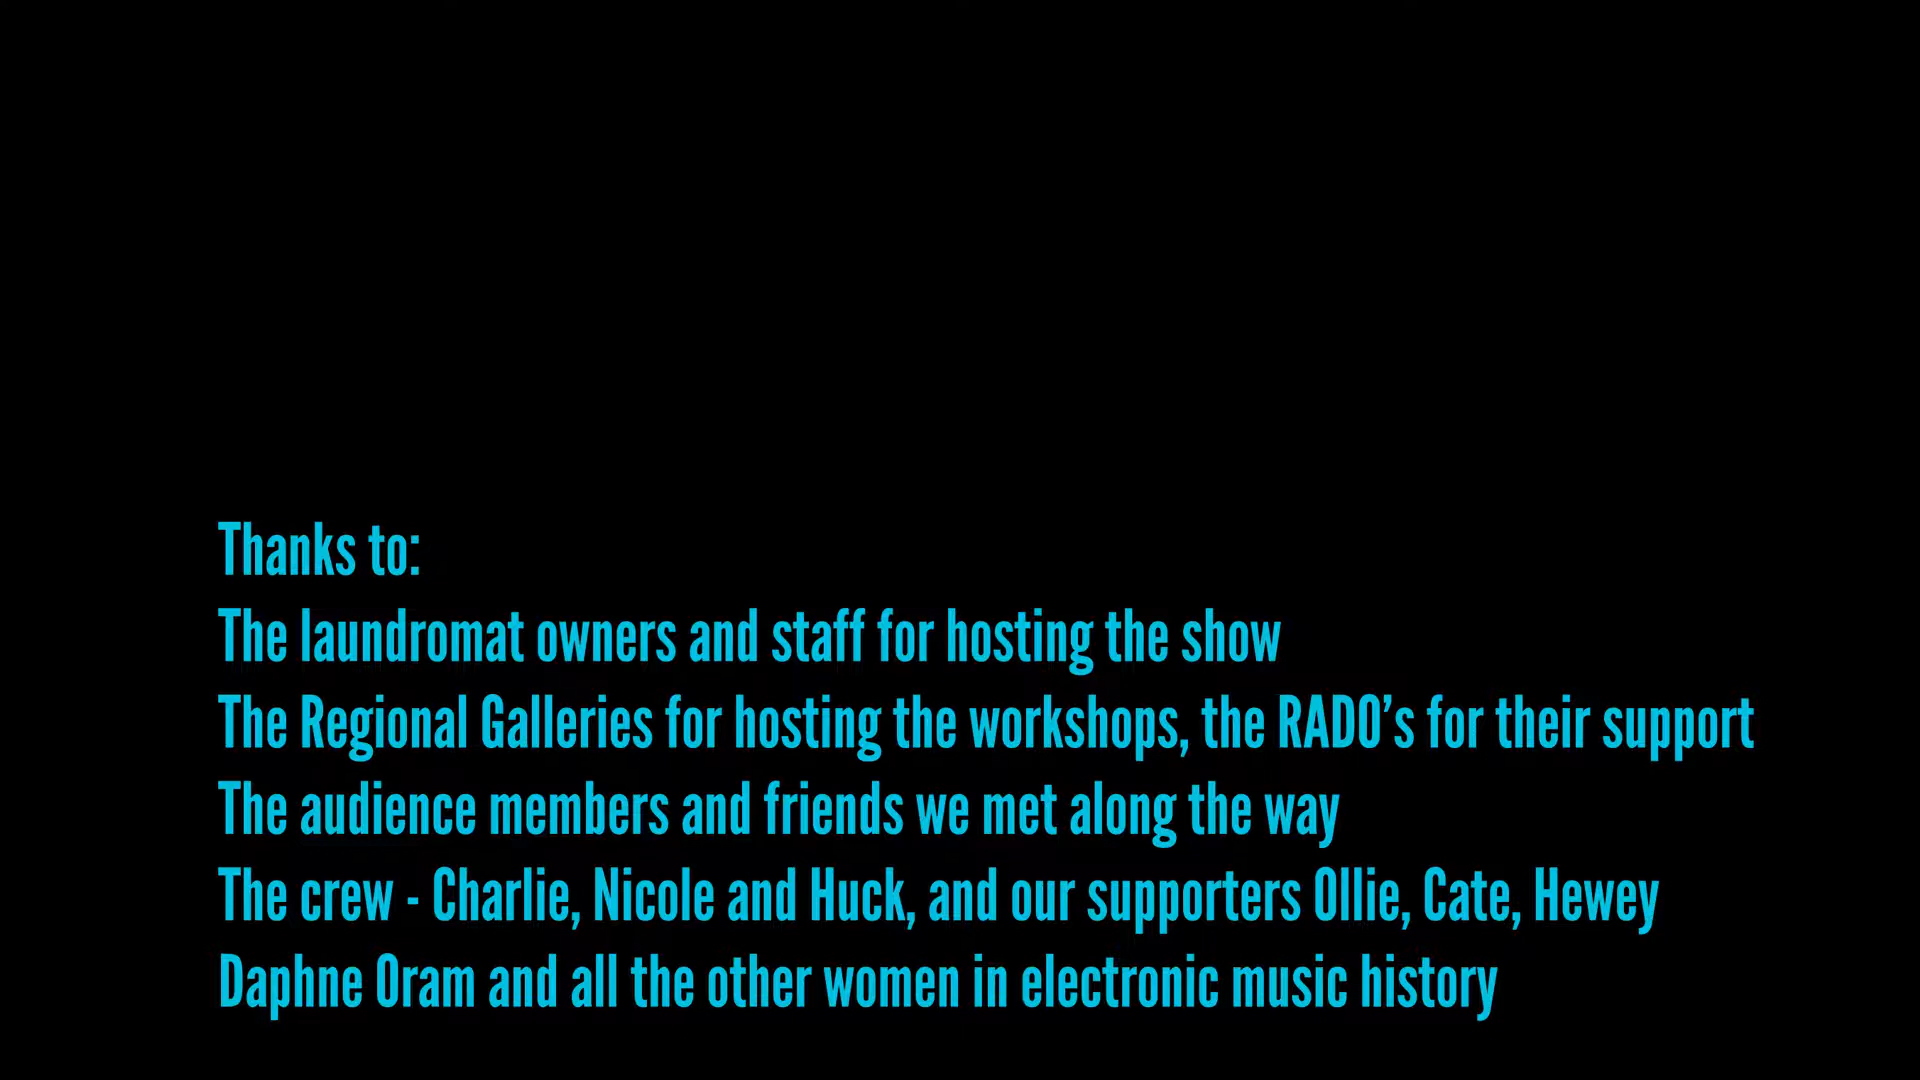 Thanks to:
The laundromat owners and staff for hosting the show
The Regional Galleries for hosting the workshops, the RADO’s for their support
The audience members and friends we met along the way
The crew - Charlie, Nicole and Huck, and our supporters Ollie, Cate, Hewey
Daphne Oram and all the other women in electronic music history